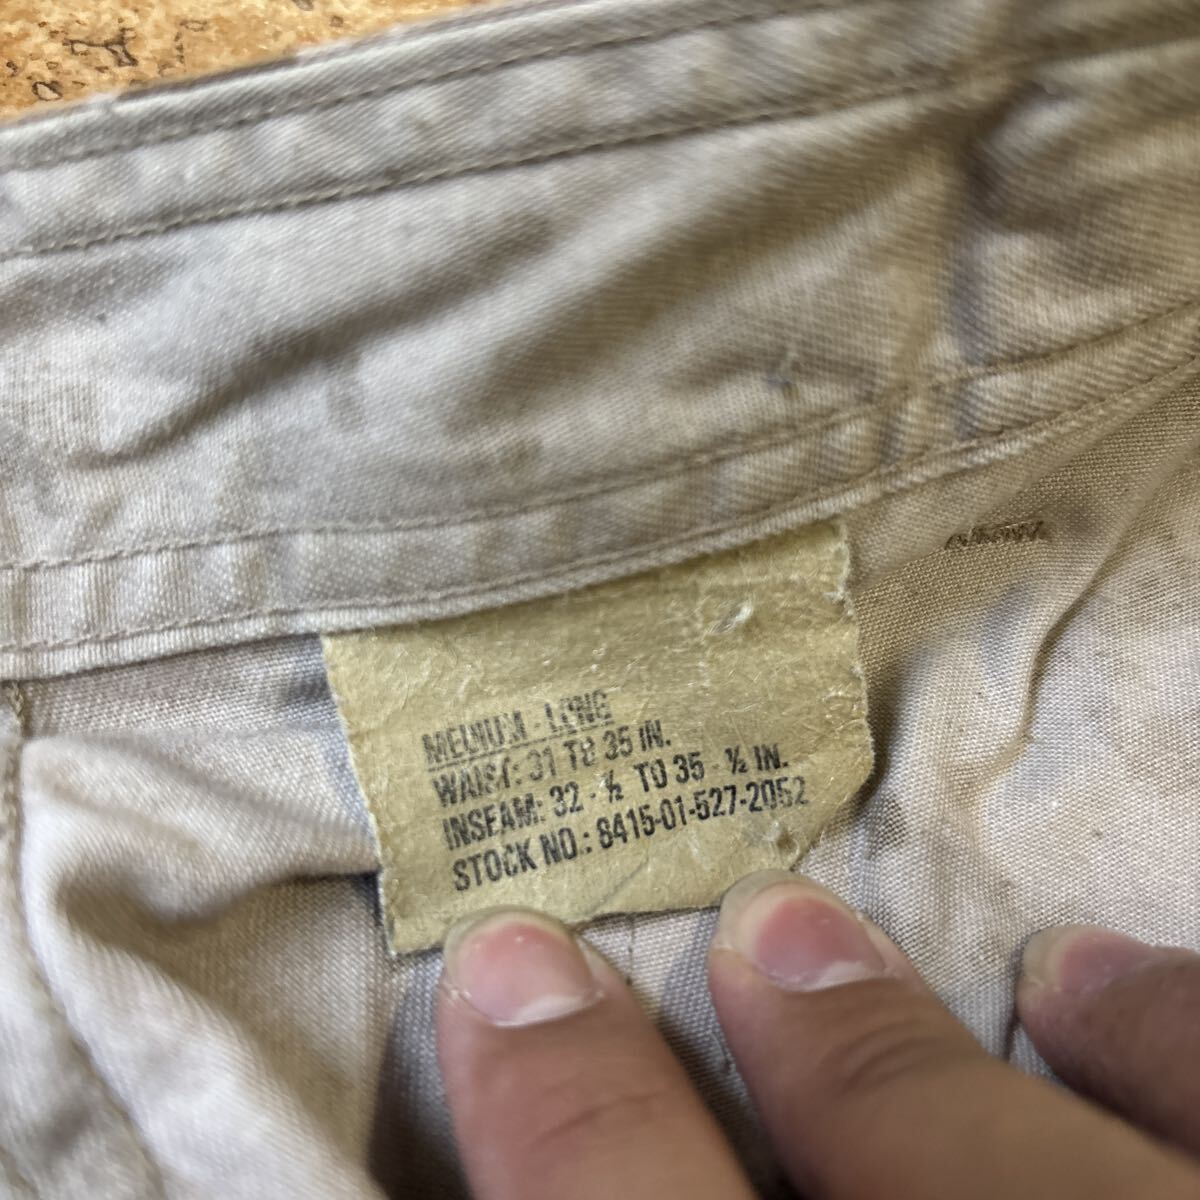 MEDIUM - LONG
WAIST: 31 TO 35 IN.
INSEAM: 32 - ½ TO 35 - ½ IN.
STOCK NO.: 8415-01-527-2052